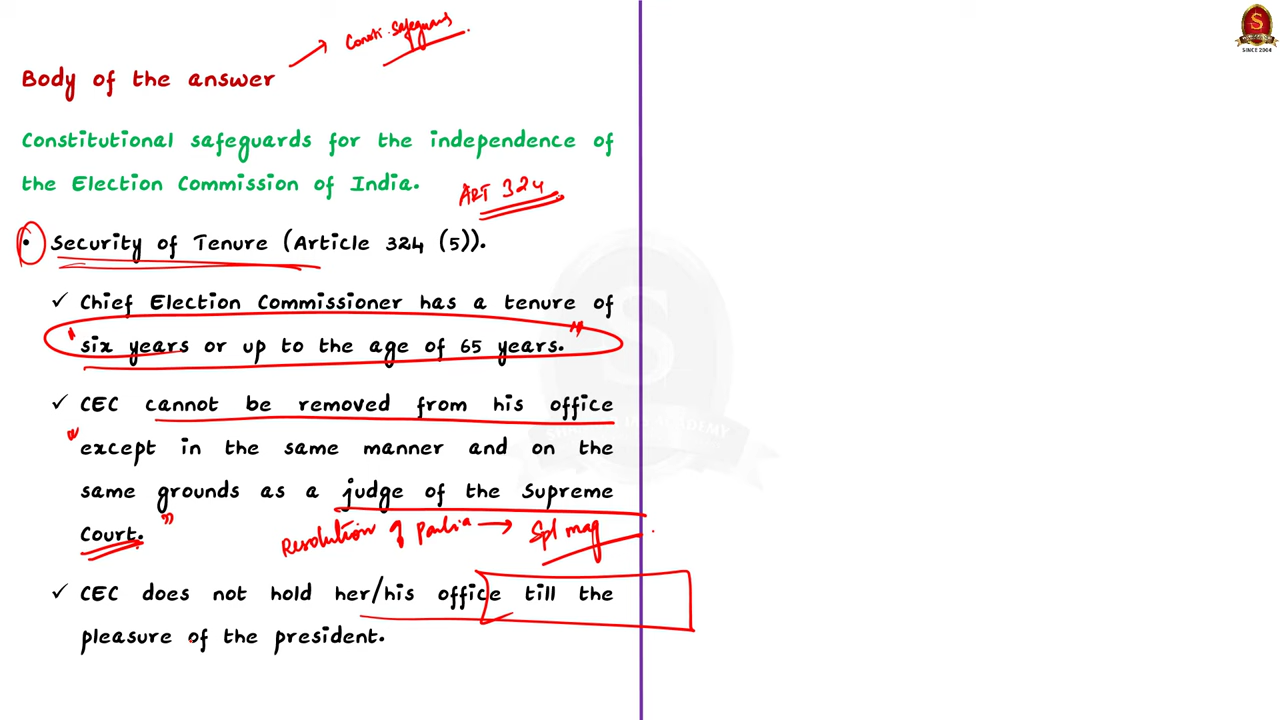 Consti. Safeguards
Body of the answer
Constitutional safeguards for the independence of
the Election Commission of India.
ART 324
• Security of Tenure (Article 324 (5)).
✓ Chief Election Commissioner has a tenure of
six years or up to the age of 65 years.
✓ CEC cannot be removed from his office
except in the same manner and on the
same grounds as a judge of the Supreme
Court.
Resolution of Parlia → Spl maj
✓ CEC does not hold her/his office till the
pleasure of the president.
S
SINCE 2004